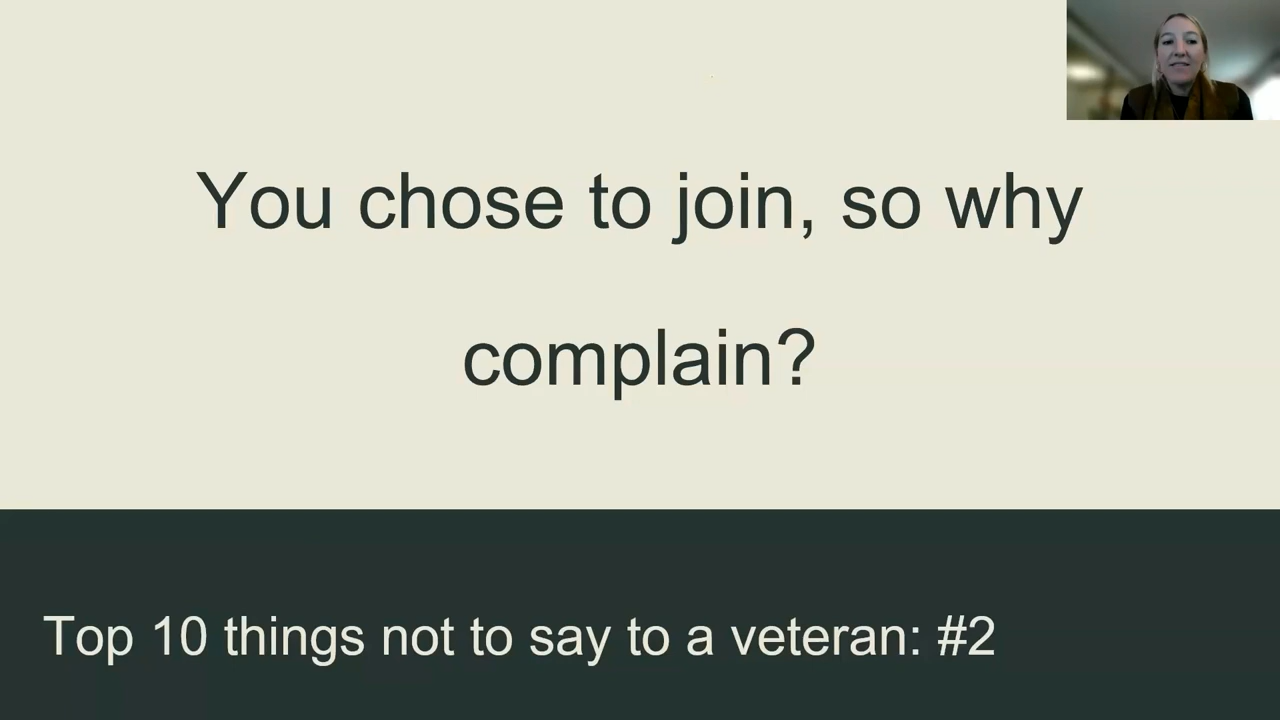 You chose to join, so why
complain?
Top 10 things not to say to a veteran: #2